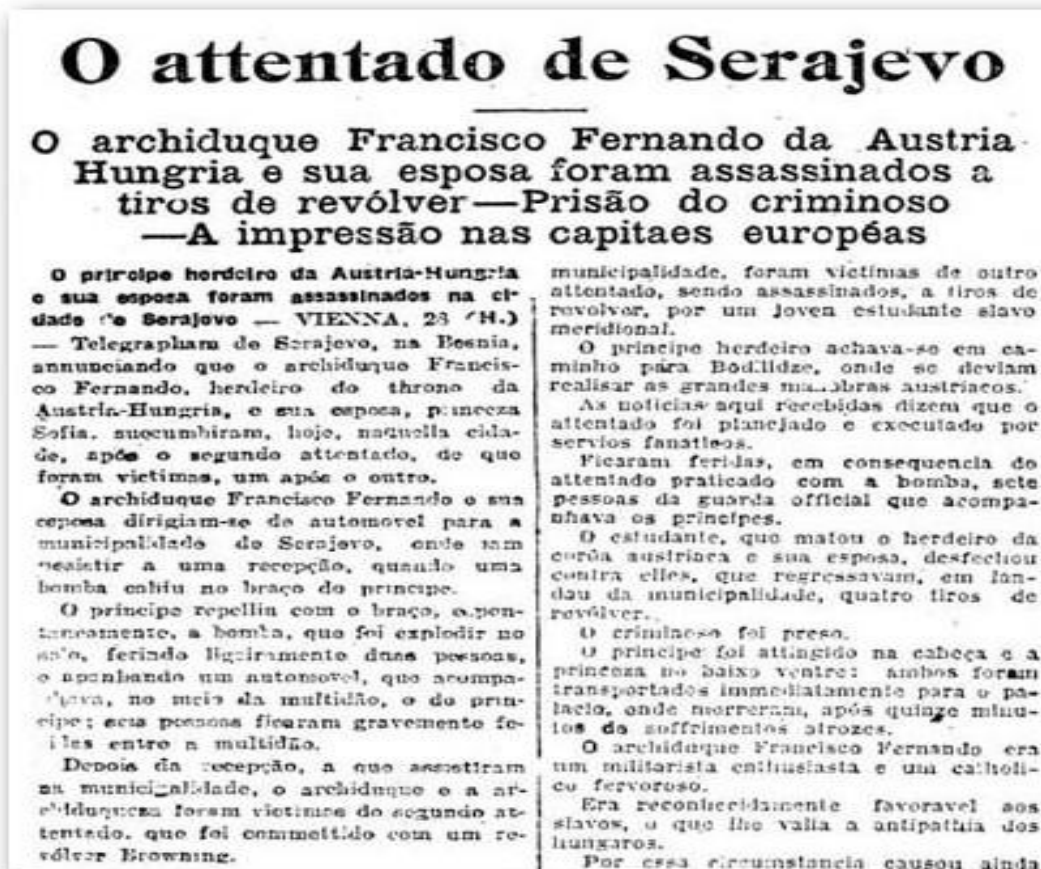 O attentado de Serajevo
O archiduque Francisco Fernando da Austria
Hungria e sua esposa foram assassinados a
tiros de revólver—Prisão do criminoso
—A impressão nas capitaes européas
O principe herdeiro da Austria-Hungria
e sua esposa foram assassinados na ci-
dade de Serajovo — VIENNA, 28 (H.)
— Telegrapham de Serajevo, na Bosnia,
annunciando que o archiduque Francis-
co Fernando, herdeiro do throno da
Austria-Hungria, e sua esposa, princeza
Sofia, succumbiram, hoje, naquella cida-
de, após o segundo attentado, de que
foram victimas, um após o outro.
O archiduque Francisco Fernando e sua
esposa dirigiam-se de automovel para a
municipalidade de Serajevo, onde iam
assistir a uma recepção, quando uma
bomba cahiu no braço do principe.
O principe repelliu com o braço, espon-
taneamente, a bomba, que foi explodir no
solo, ferindo ligeiramente duas pessoas,
e apanhando um automovel, que acompa-
nhava, no meio da multidão, o do prin-
cipe; seis pessoas ficaram gravemente fe-
ridas entre a multidão.
Depois da recepção, a que assistiram
na municipalidade, o archiduque e a ar-
chiduqueza foram victimas do segundo at-
tentado, que foi commettido com um re-
vólver Browning.
municipalidade, foram victimas de outro
attentado, sendo assassinados, a tiros de
revolver, por um joven estudante slavo
meridional.
O principe herdeiro achava-se em ca-
minho para onde se deviam
realisar as grandes manobras austriacos.
As noticias aqui recebidas dizem que o
attentado foi planejado e executado por
servios fanaticos.
Ficaram feridas, em consequencia do
attentado praticado com a bomba, sete
pessoas da guarda official que acompa-
nhava os principes.
O estudante, que matou o herdeiro da
corôa austriaca e sua esposa, desfechou
contra elles, que regressavam, em lan-
dau da municipalidade, quatro tiros de
revólver.
O criminoso foi preso.
O principe foi attingido na cabeça e a
princeza no baixo ventre; ambos foram
transportados immediatamente para o pa-
lacio, onde morreram, após quinze minu-
tos de soffrimentos atrozes.
O archiduque Francisco Fernando era
um militarista enthusiasta e um catholi-
co fervoroso.
Era reconhecidamente favoravel aos
slavos, o que lhe valia a antipathia dos
hungaros.
Por essa circumstancia causou ainda